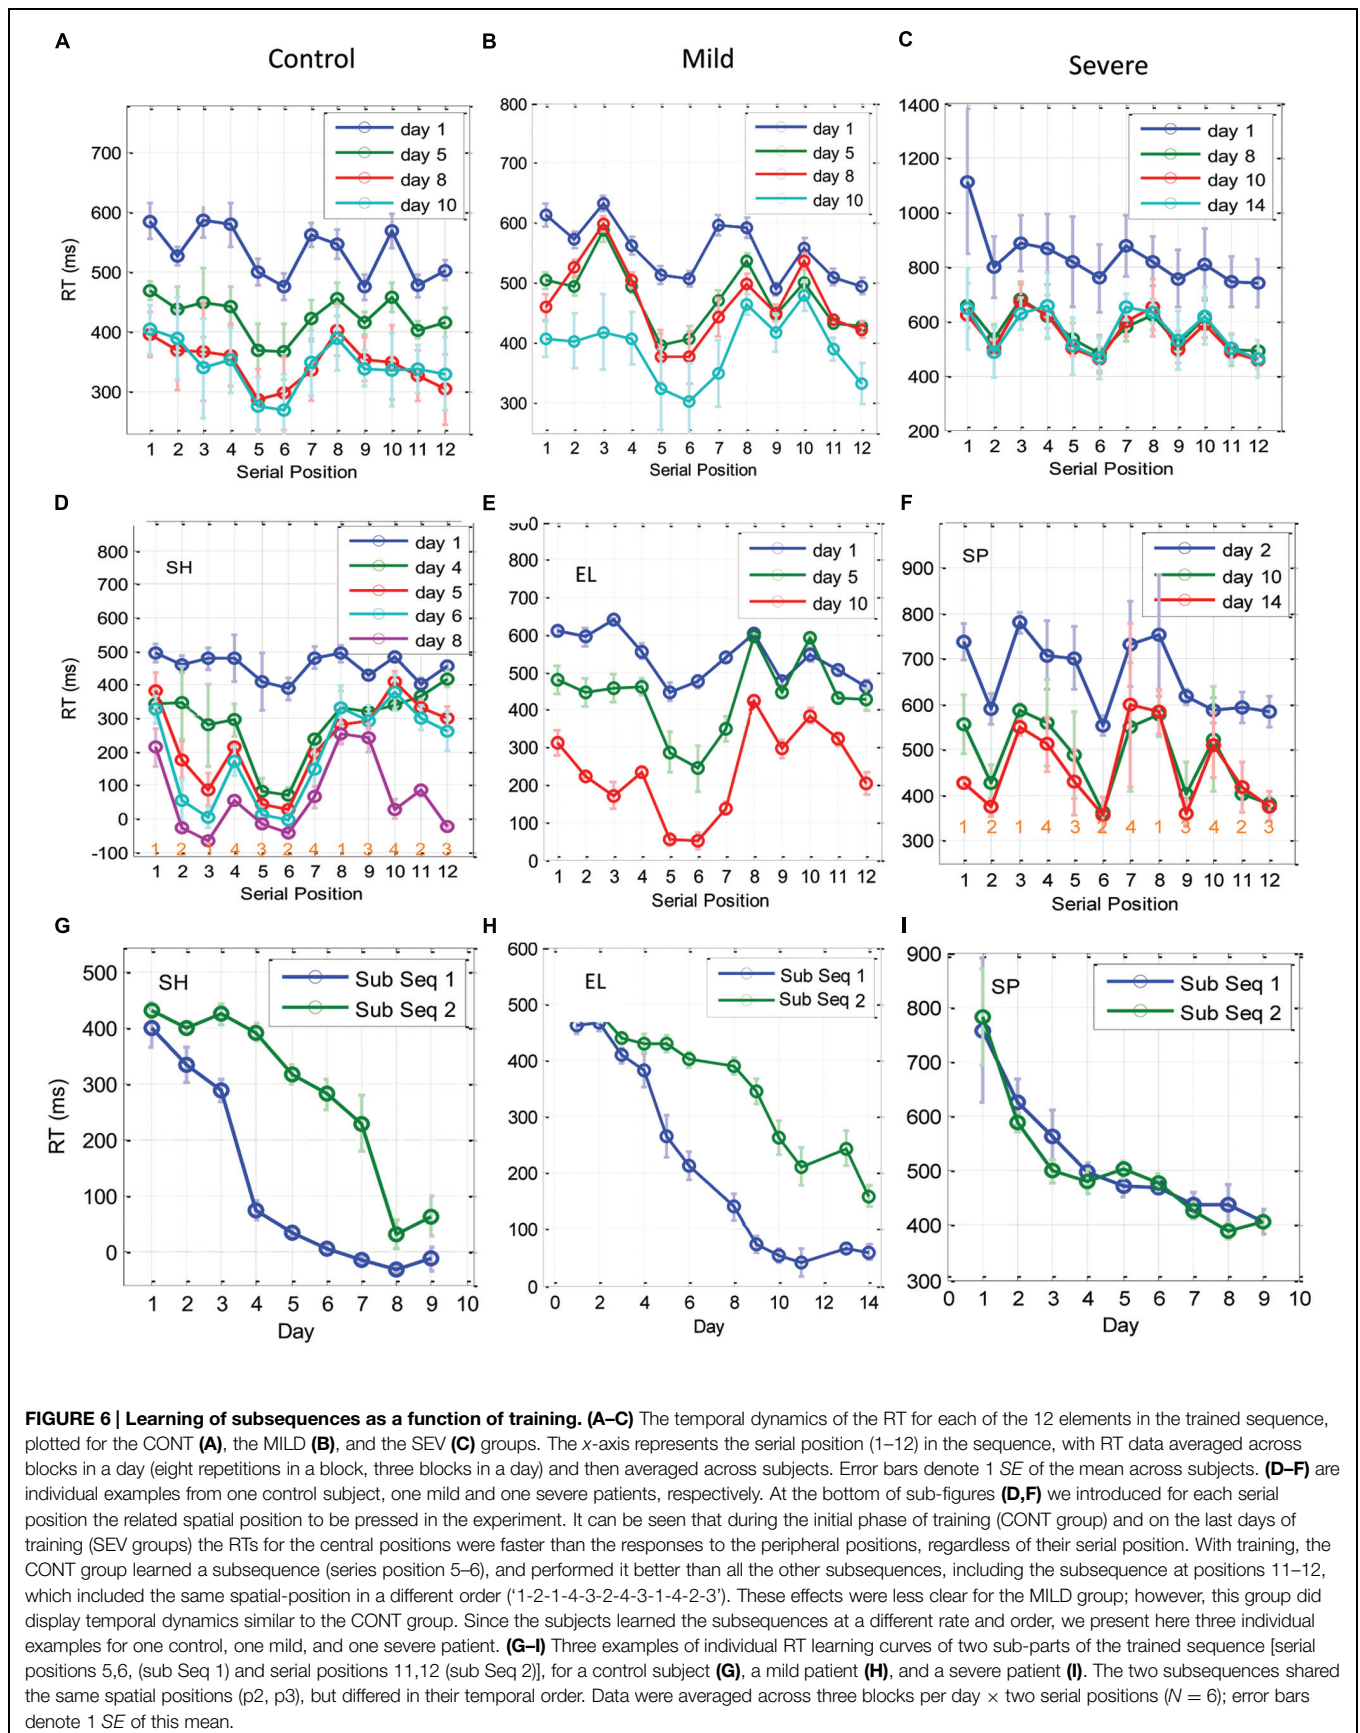 A
Control
B
Mild
C
Severe
700
600
500
400
300
RT (ms)
day 1
day 5
day 8
day 10
1 2 3 4 5 6 7 8 9 10 11 12
Serial Position
800
700
600
500
400
300
day 1
day 5
day 8
day 10
1 2 3 4 5 6 7 8 9 10 11 12
Serial Position
1400
1200
1000
800
600
400
200
day 1
day 8
day 10
day 14
1 2 3 4 5 6 7 8 9 10 11 12
Serial Position
D
800
700
600
500
400
300
200
100
0
-100
RT (ms)
SH
day 1
day 4
day 5
day 6
day 8
1 2 1 4 3 2 4 1 3 4 2 3
1 2 3 4 5 6 7 8 9 10 11 12
Serial Position
E
900
800
700
600
500
400
300
200
100
0
EL
day 1
day 5
day 10
1 2 3 4 5 6 7 8 9 10 11 12
Serial Position
F
900
800
700
600
500
400
300
SP
day 2
day 10
day 14
1 2 1 4 3 2 4 1 3 4 2 3
1 2 3 4 5 6 7 8 9 10 11 12
Serial Position
G
500
400
300
200
100
0
RT (ms)
SH
Sub Seq 1
Sub Seq 2
1 2 3 4 5 6 7 8 9 10
Day
H
600
500
400
300
200
100
0
EL
Sub Seq 1
Sub Seq 2
0 2 4 6 8 10 12 14
Day
I
900
800
700
600
500
400
300
SP
Sub Seq 1
Sub Seq 2
0 1 2 3 4 5 6 7 8 9 10
Day
FIGURE 6 | Learning of subsequences as a function of training. (A–C) The temporal dynamics of the RT for each of the 12 elements in the trained sequence,
plotted for the CONT (A), the MILD (B), and the SEV (C) groups. The x-axis represents the serial position (1–12) in the sequence, with RT data averaged across
blocks in a day (eight repetitions in a block, three blocks in a day) and then averaged across subjects. Error bars denote 1 SE of the mean across subjects. (D–F) are
individual examples from one control subject, one mild and one severe patients, respectively. At the bottom of sub-figures (D,F) we introduced for each serial
position the related spatial position to be pressed in the experiment. It can be seen that during the initial phase of training (CONT group) and on the last days of
training (SEV groups) the RTs for the central positions were faster than the responses to the peripheral positions, regardless of their serial position. With training, the
CONT group learned a subsequence (series position 5–6), and performed it better than all the other subsequences, including the subsequence at positions 11–12,
which included the same spatial-position in a different order (‘1-2-1-4-3-2-4-3-1-4-2-3’). These effects were less clear for the MILD group; however, this group did
display temporal dynamics similar to the CONT group. Since the subjects learned the subsequences at a different rate and order, we present here three individual
examples for one control, one mild, and one severe patient. (G–I) Three examples of individual RT learning curves of two sub-parts of the trained sequence [serial
positions 5,6, (sub Seq 1) and serial positions 11,12 (sub Seq 2)], for a control subject (G), a mild patient (H), and a severe patient (I). The two subsequences shared
the same spatial positions (p2, p3), but differed in their temporal order. Data were averaged across three blocks per day × two serial positions (N = 6); error bars
denote 1 SE of this mean.